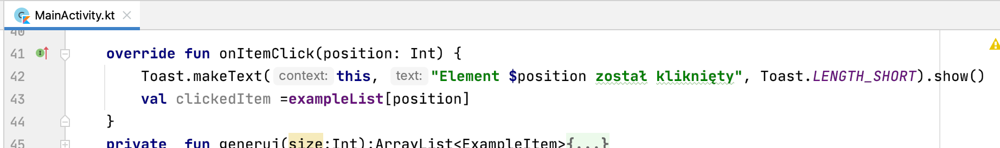 MainActivity.kt
40
41 override fun onItemClick(position: Int) {
42 Toast.makeText( context: this, text: "Element $position został kliknięty", Toast.LENGTH_SHORT).show()
43 val clickedItem =exampleList[position]
44 }
45 private fun generuj(size:Int):ArrayList<ExampleItem>{...}